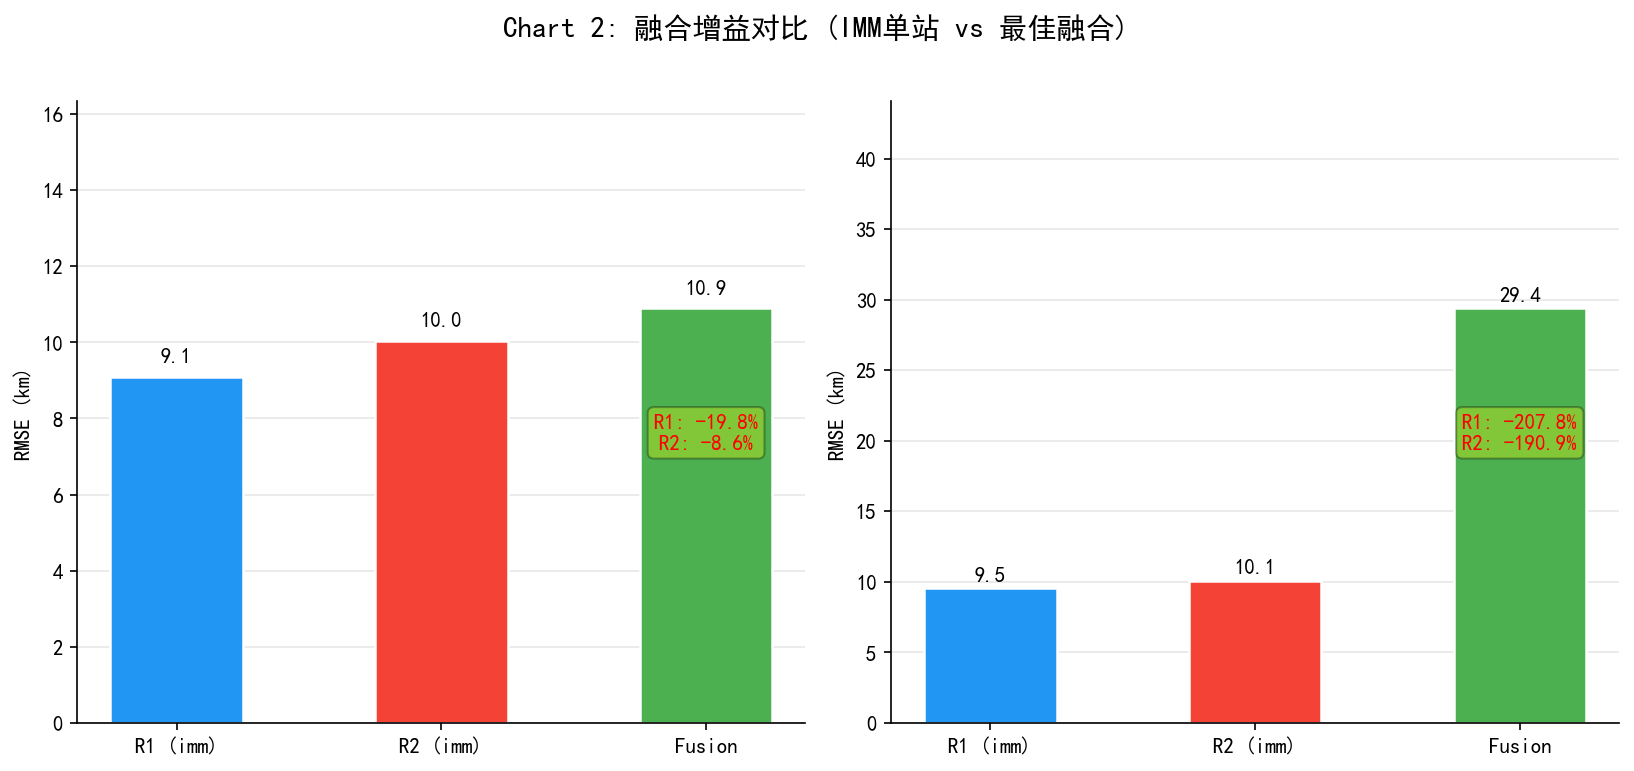 Chart 2: 融合增益对比 (IMM单站 vs 最佳融合)
RMSE (km)
16
14
12
10
8
6
4
2
0
9.1
10.0
10.9
R1: -19.8%
R2: -8.6%
R1 (imm)
R2 (imm)
Fusion
RMSE (km)
40
35
30
25
20
15
10
5
0
9.5
10.1
29.4
R1: -207.8%
R2: -190.9%
R1 (imm)
R2 (imm)
Fusion